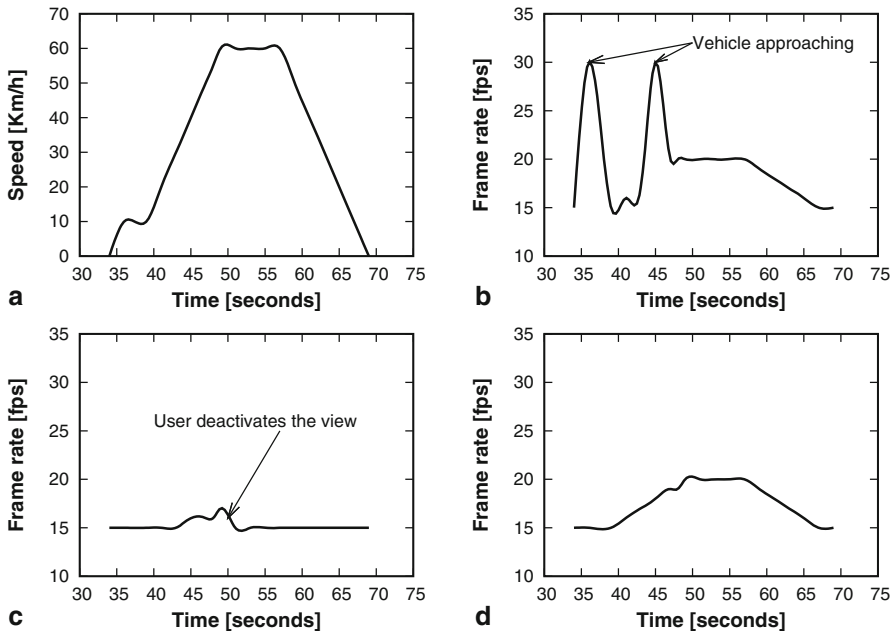 70
60
50
40
30
20
10
0
Speed [Km/h]
30 35 40 45 50 55 60 65 70 75
Time [seconds]
a
35
30
25
20
15
10
Frame rate [fps]
Vehicle approaching
30 35 40 45 50 55 60 65 70 75
Time [seconds]
b
35
30
25
20
15
10
Frame rate [fps]
User deactivates the view
30 35 40 45 50 55 60 65 70 75
Time [seconds]
c
35
30
25
20
15
10
Frame rate [fps]
30 35 40 45 50 55 60 65 70 75
Time [seconds]
d